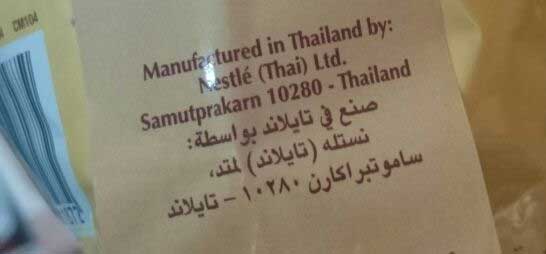 CM104
Manufactured in Thailand by:
Nestlé (Thai) Ltd.
Samutprakarn 10280 - Thailand
صنع في تايلاند بواسطة:
نستله (تايلاند) لمتد،
ساموتبراكارن ١٠٢٨٠ – تايلاند